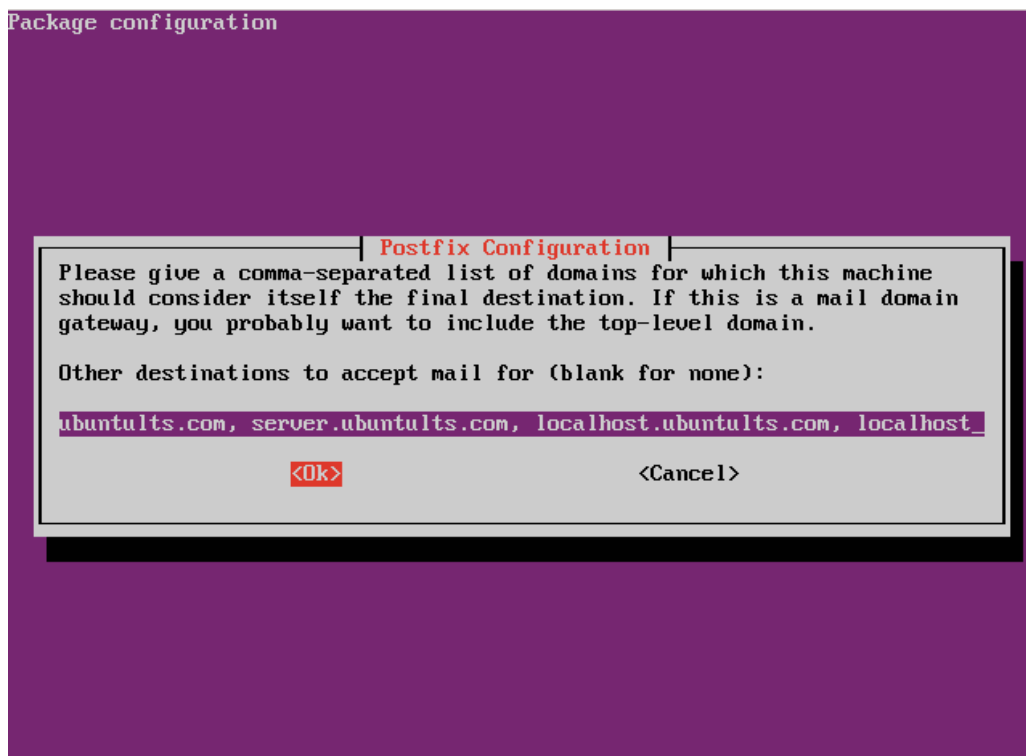 Package configuration
Postfix Configuration
Please give a comma-separated list of domains for which this machine
should consider itself the final destination. If this is a mail domain
gateway, you probably want to include the top-level domain.
Other destinations to accept mail for (blank for none):
ubuntults.com, server.ubuntults.com, localhost.ubuntults.com, localhost_
<Ok> <Cancel>